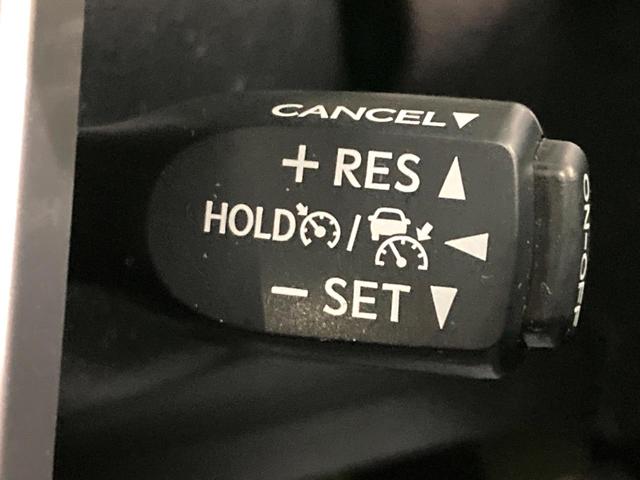 CANCEL▼
+ RES ▲
HOLD / ◀
− SET ▼
ON-OFF